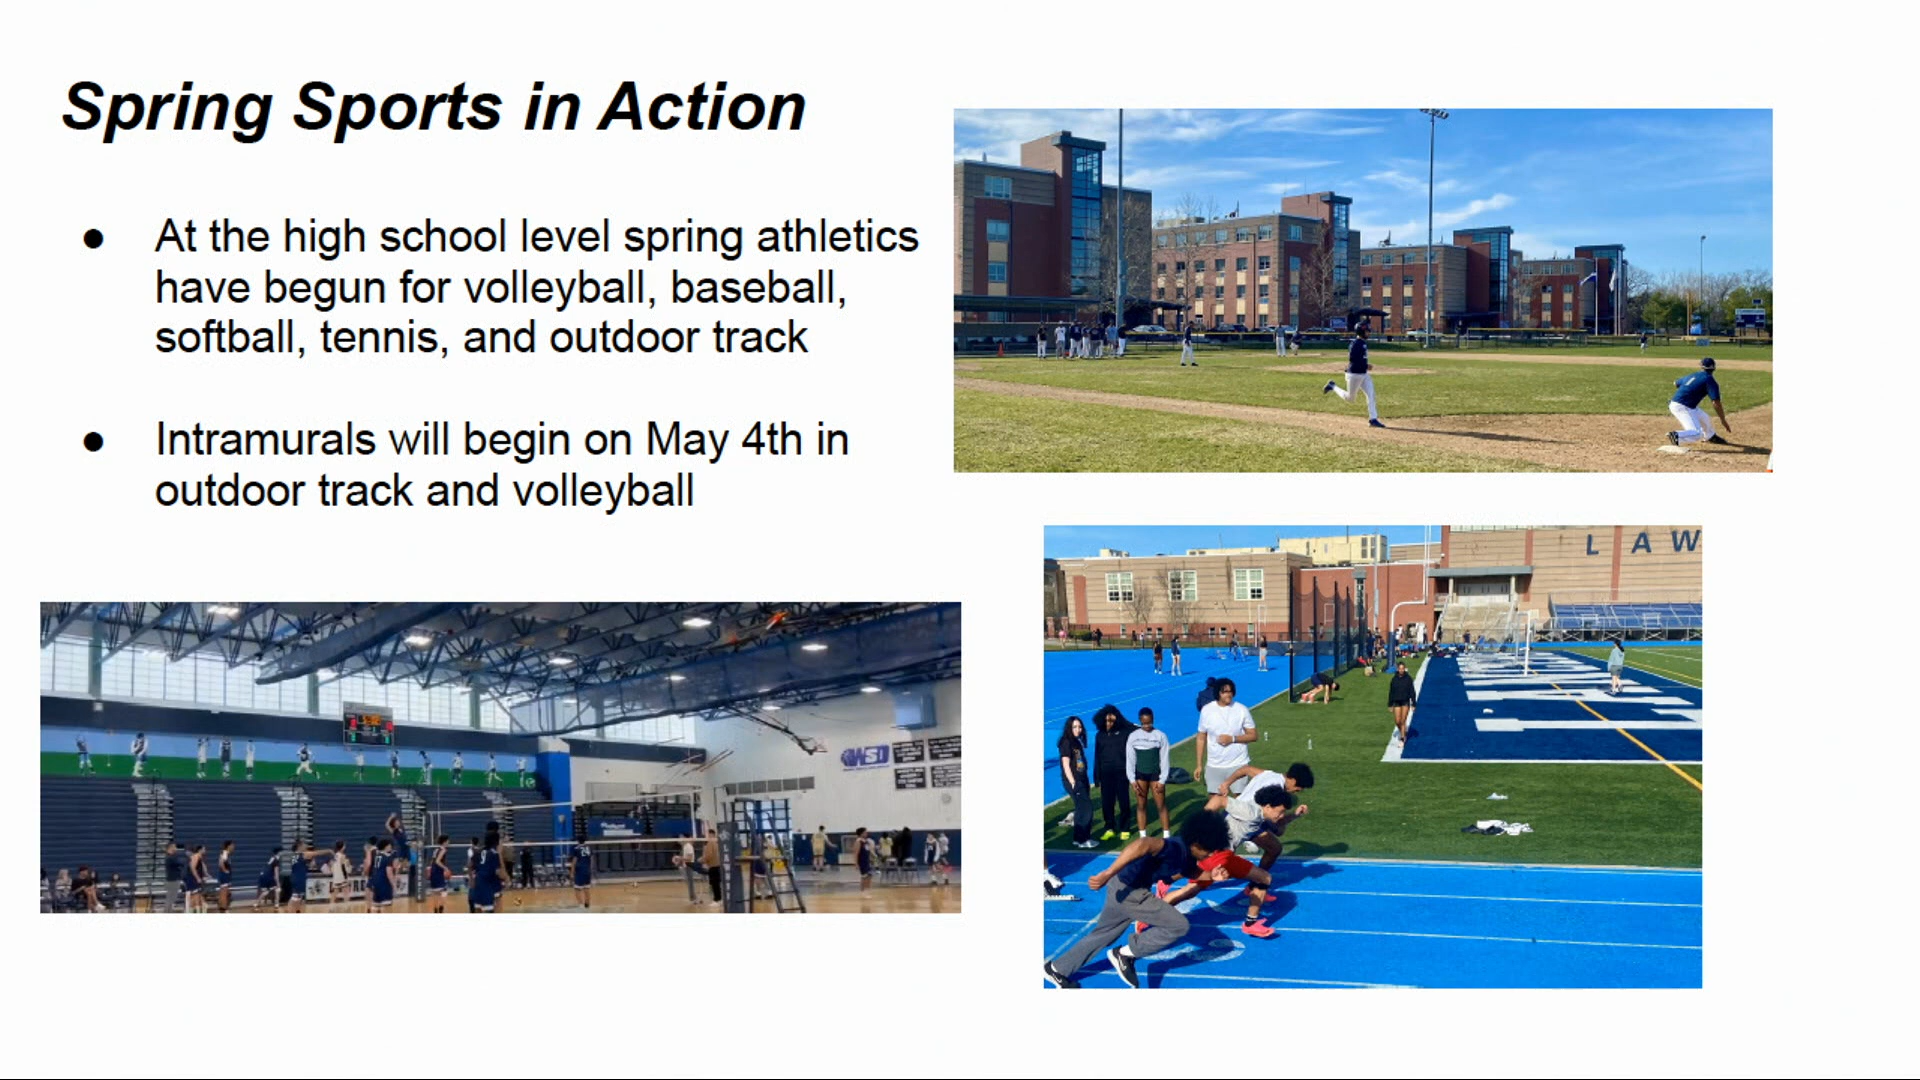 Spring Sports in Action
● At the high school level spring athletics
have begun for volleyball, baseball,
softball, tennis, and outdoor track
● Intramurals will begin on May 4th in
outdoor track and volleyball
LAW